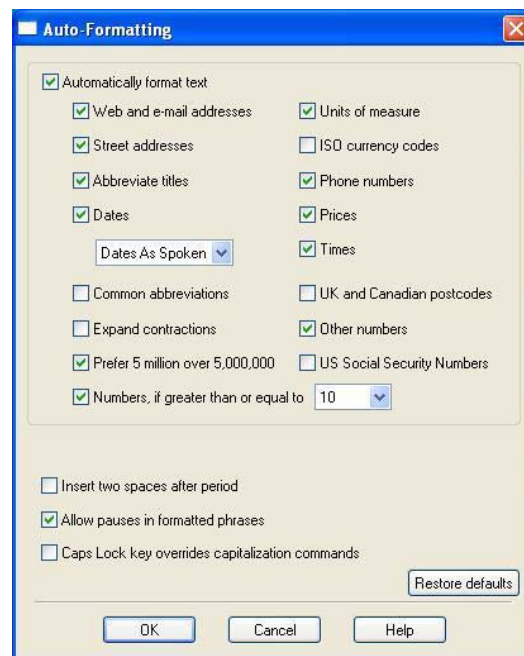 Auto-Formatting
Automatically format text
Web and e-mail addresses
Units of measure
Street addresses
ISO currency codes
Abbreviate titles
Phone numbers
Dates
Prices
Dates As Spoken
Times
Common abbreviations
UK and Canadian postcodes
Expand contractions
Other numbers
Prefer 5 million over 5,000,000
US Social Security Numbers
Numbers, if greater than or equal to 10
Insert two spaces after period
Allow pauses in formatted phrases
Caps Lock key overrides capitalization commands
Restore defaults
OK Cancel Help